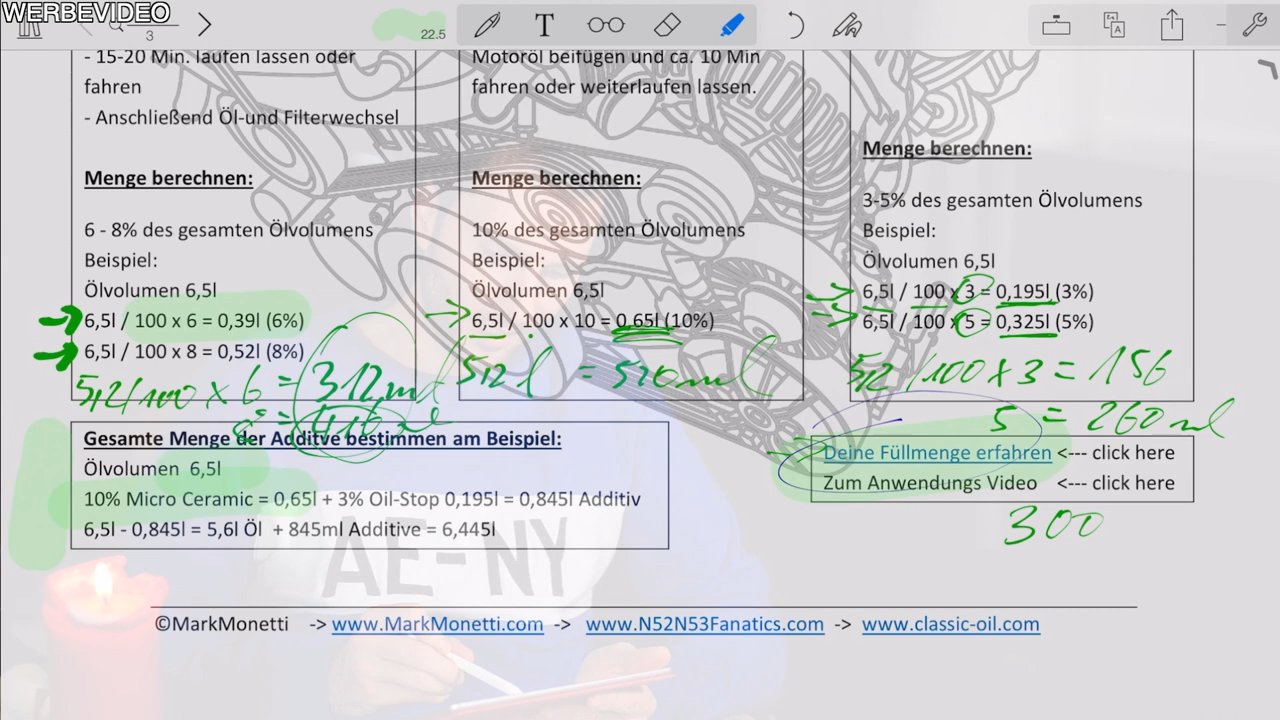 WERBEVIDEO
3
22.5
T
- 15-20 Min. laufen lassen oder
fahren
- Anschließend Öl-und Filterwechsel
Menge berechnen:
6 - 8% des gesamten Ölvolumens
Beispiel:
Ölvolumen 6,5l
6,5l / 100 x 6 = 0,39l (6%)
6,5l / 100 x 8 = 0,52l (8%)
5,2/100 x 6 = 312ml
8 = 416ml
Motoröl beifügen und ca. 10 Min
fahren oder weiterlaufen lassen.
Menge berechnen:
10% des gesamten Ölvolumens
Beispiel:
Ölvolumen 6,5l
6,5l / 100 x 10 = 0,65l (10%)
5,2l = 520ml
Menge berechnen:
3-5% des gesamten Ölvolumens
Beispiel:
Ölvolumen 6,5l
6,5l / 100 x 3 = 0,195l (3%)
6,5l / 100 x 5 = 0,325l (5%)
5,2 /100 x 3 = 156
5 = 260ml
Gesamte Menge der Additve bestimmen am Beispiel:
Ölvolumen 6,5l
10% Micro Ceramic = 0,65l + 3% Oil-Stop 0,195l = 0,845l Additiv
6,5l - 0,845l = 5,6l Öl + 845ml Additive = 6,445l
Deine Füllmenge erfahren <--- click here
Zum Anwendungs Video <--- click here
300
AE-NY
©MarkMonetti -> www.MarkMonetti.com -> www.N52N53Fanatics.com -> www.classic-oil.com